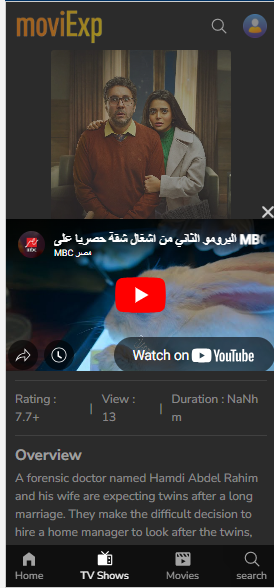 moviExp
البرومو الثاني من اشغال شقة حصريا على MBC
MBC مصر
Watch on YouTube
Rating :
7.7+
|
View :
13
|
Duration : NaNh
m
Overview
A forensic doctor named Hamdi Abdel Rahim
and his wife are expecting twins after a long
marriage. They make the difficult decision to
hire a home manager to look after the twins,
Home
TV Shows
Movies
search